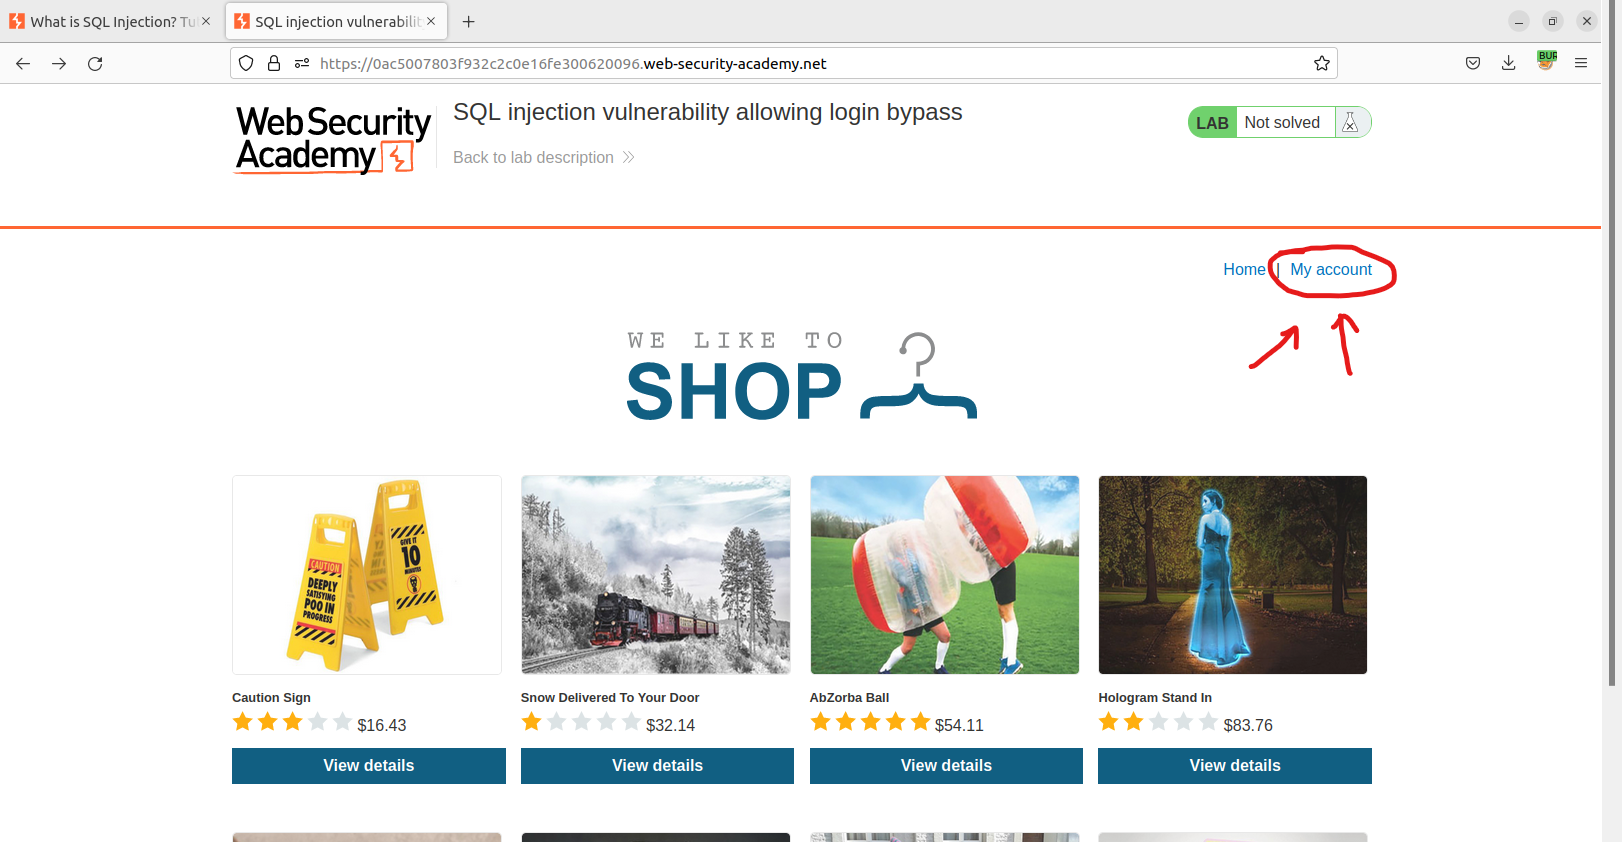 What is SQL Injection? Tu
SQL injection vulnerabilit
https://0ac5007803f932c2c0e16fe300620096.web-security-academy.net
BUR
Web Security
Academy
SQL injection vulnerability allowing login bypass
Back to lab description
LAB
Not solved
Home | My account
WE LIKE TO
SHOP
CAUTION
DEEPLY
SATISFYING
POO IN
PROGRESS
GIVE IT
10
MINUTES
Caution Sign
$16.43
View details
Snow Delivered To Your Door
$32.14
View details
AbZorba Ball
$54.11
View details
Hologram Stand In
$83.76
View details